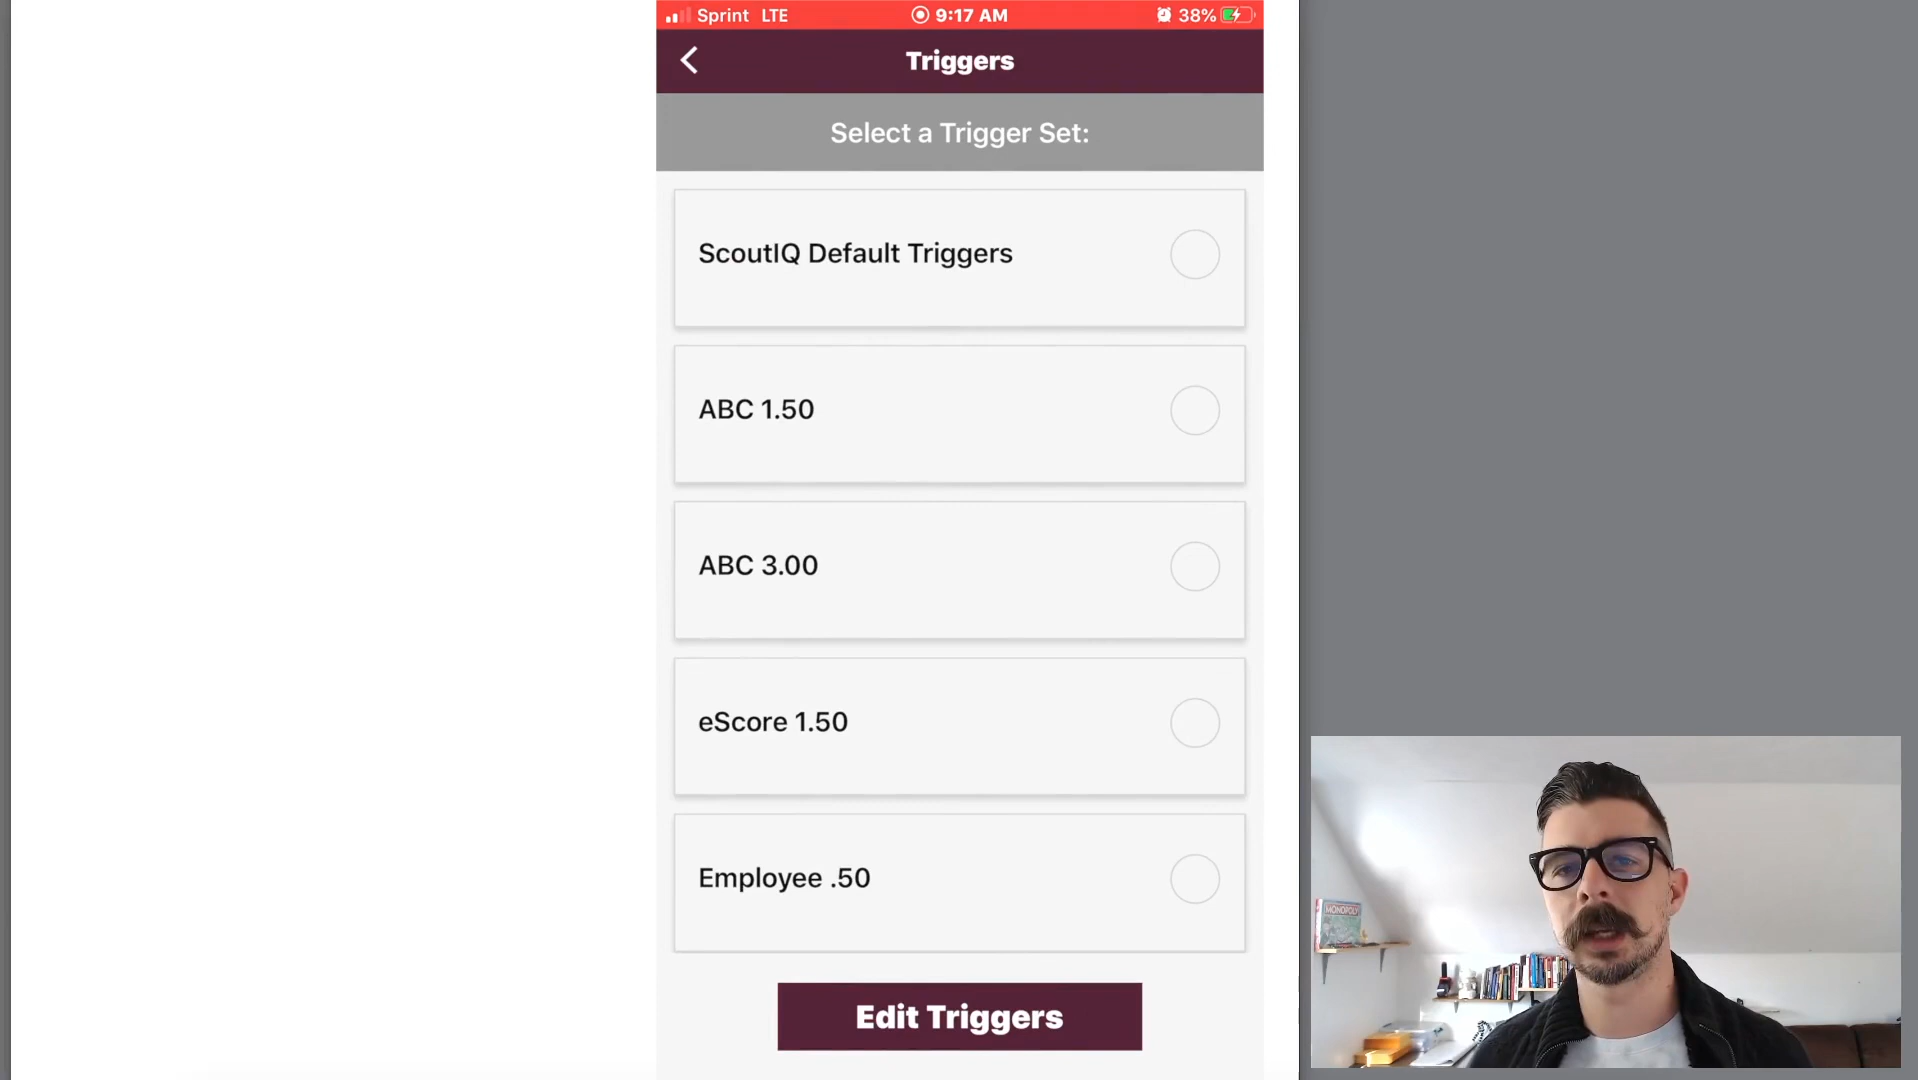 Sprint LTE 9:17 AM 38%
Triggers
Select a Trigger Set:
ScoutIQ Default Triggers
ABC 1.50
ABC 3.00
eScore 1.50
Employee .50
Edit Triggers
MONOPOLY